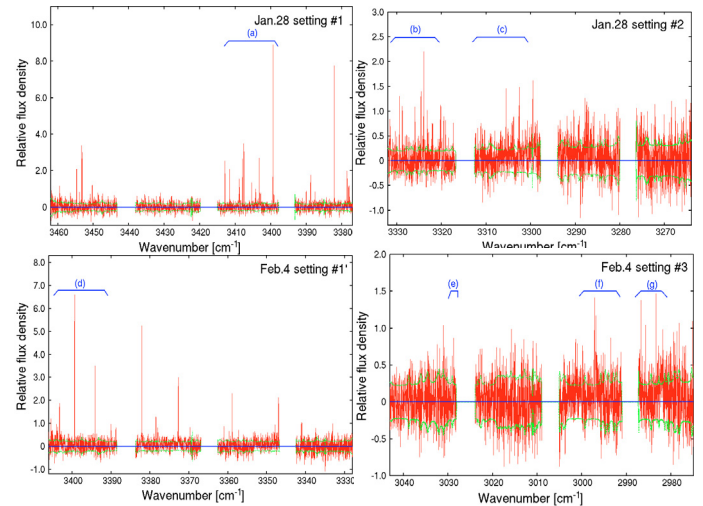 Jan.28 setting #1
(a)
10.0
8.0
6.0
4.0
2.0
0
Relative flux density
3460 3450 3440 3430 3420 3410 3400 3390 3380
Wavenumber [cm-1]
Jan.28 setting #2
(b) (c)
3.0
2.5
2.0
1.5
1.0
0.5
0
-0.5
-1.0
Relative flux density
3330 3320 3310 3300 3290 3280 3270
Wavenumber [cm-1]
Feb.4 setting #1'
(d)
8.0
7.0
6.0
5.0
4.0
3.0
2.0
1.0
0
-1.0
Relative flux density
3400 3390 3380 3370 3360 3350 3340 3330
Wavenumber [cm-1]
Feb.4 setting #3
(e) (f) (g)
2.0
1.5
1.0
0.5
0
-0.5
-1.0
Relative flux density
3040 3030 3020 3010 3000 2990 2980
Wavenumber [cm-1]